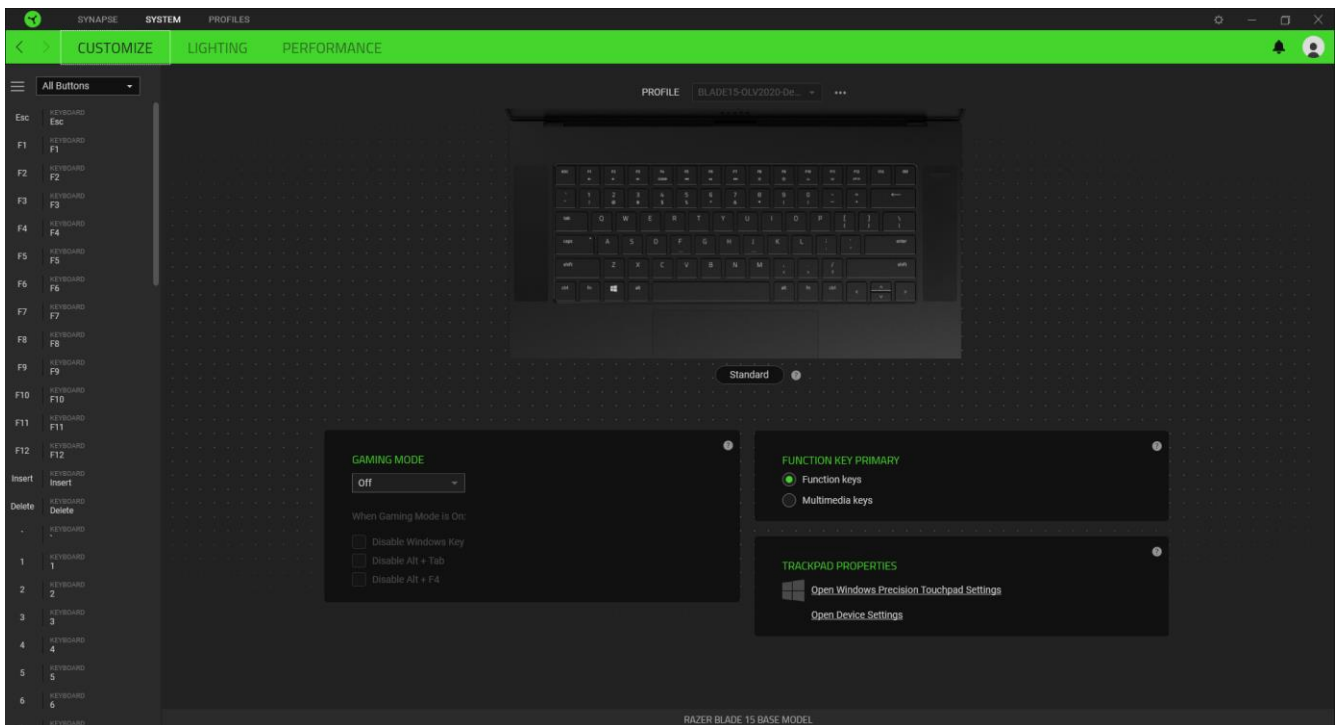 SYNAPSE SYSTEM PROFILES
CUSTOMIZE LIGHTING PERFORMANCE
All Buttons
PROFILE BLADE15-OLV2020-De... •••
Esc KEYBOARD
Esc
F1 KEYBOARD
F1
F2 KEYBOARD
F2
F3 KEYBOARD
F3
F4 KEYBOARD
F4
F5 KEYBOARD
F5
F6 KEYBOARD
F6
F7 KEYBOARD
F7
F8 KEYBOARD
F8
F9 KEYBOARD
F9
F10 KEYBOARD
F10
F11 KEYBOARD
F11
F12 KEYBOARD
F12
Insert KEYBOARD
Insert
Delete KEYBOARD
Delete
` KEYBOARD
`
1 KEYBOARD
1
2 KEYBOARD
2
3 KEYBOARD
3
4 KEYBOARD
4
5 KEYBOARD
5
6 KEYBOARD
6
KEYBOARD
Q W E R T Y U I O P
A S D F G H J K L
Z X C V B N M
Standard ?
GAMING MODE ?
Off
When Gaming Mode is On:
Disable Windows Key
Disable Alt + Tab
Disable Alt + F4
FUNCTION KEY PRIMARY ?
Function keys
Multimedia keys
TRACKPAD PROPERTIES ?
Open Windows Precision Touchpad Settings
Open Device Settings
RAZER BLADE 15 BASE MODEL